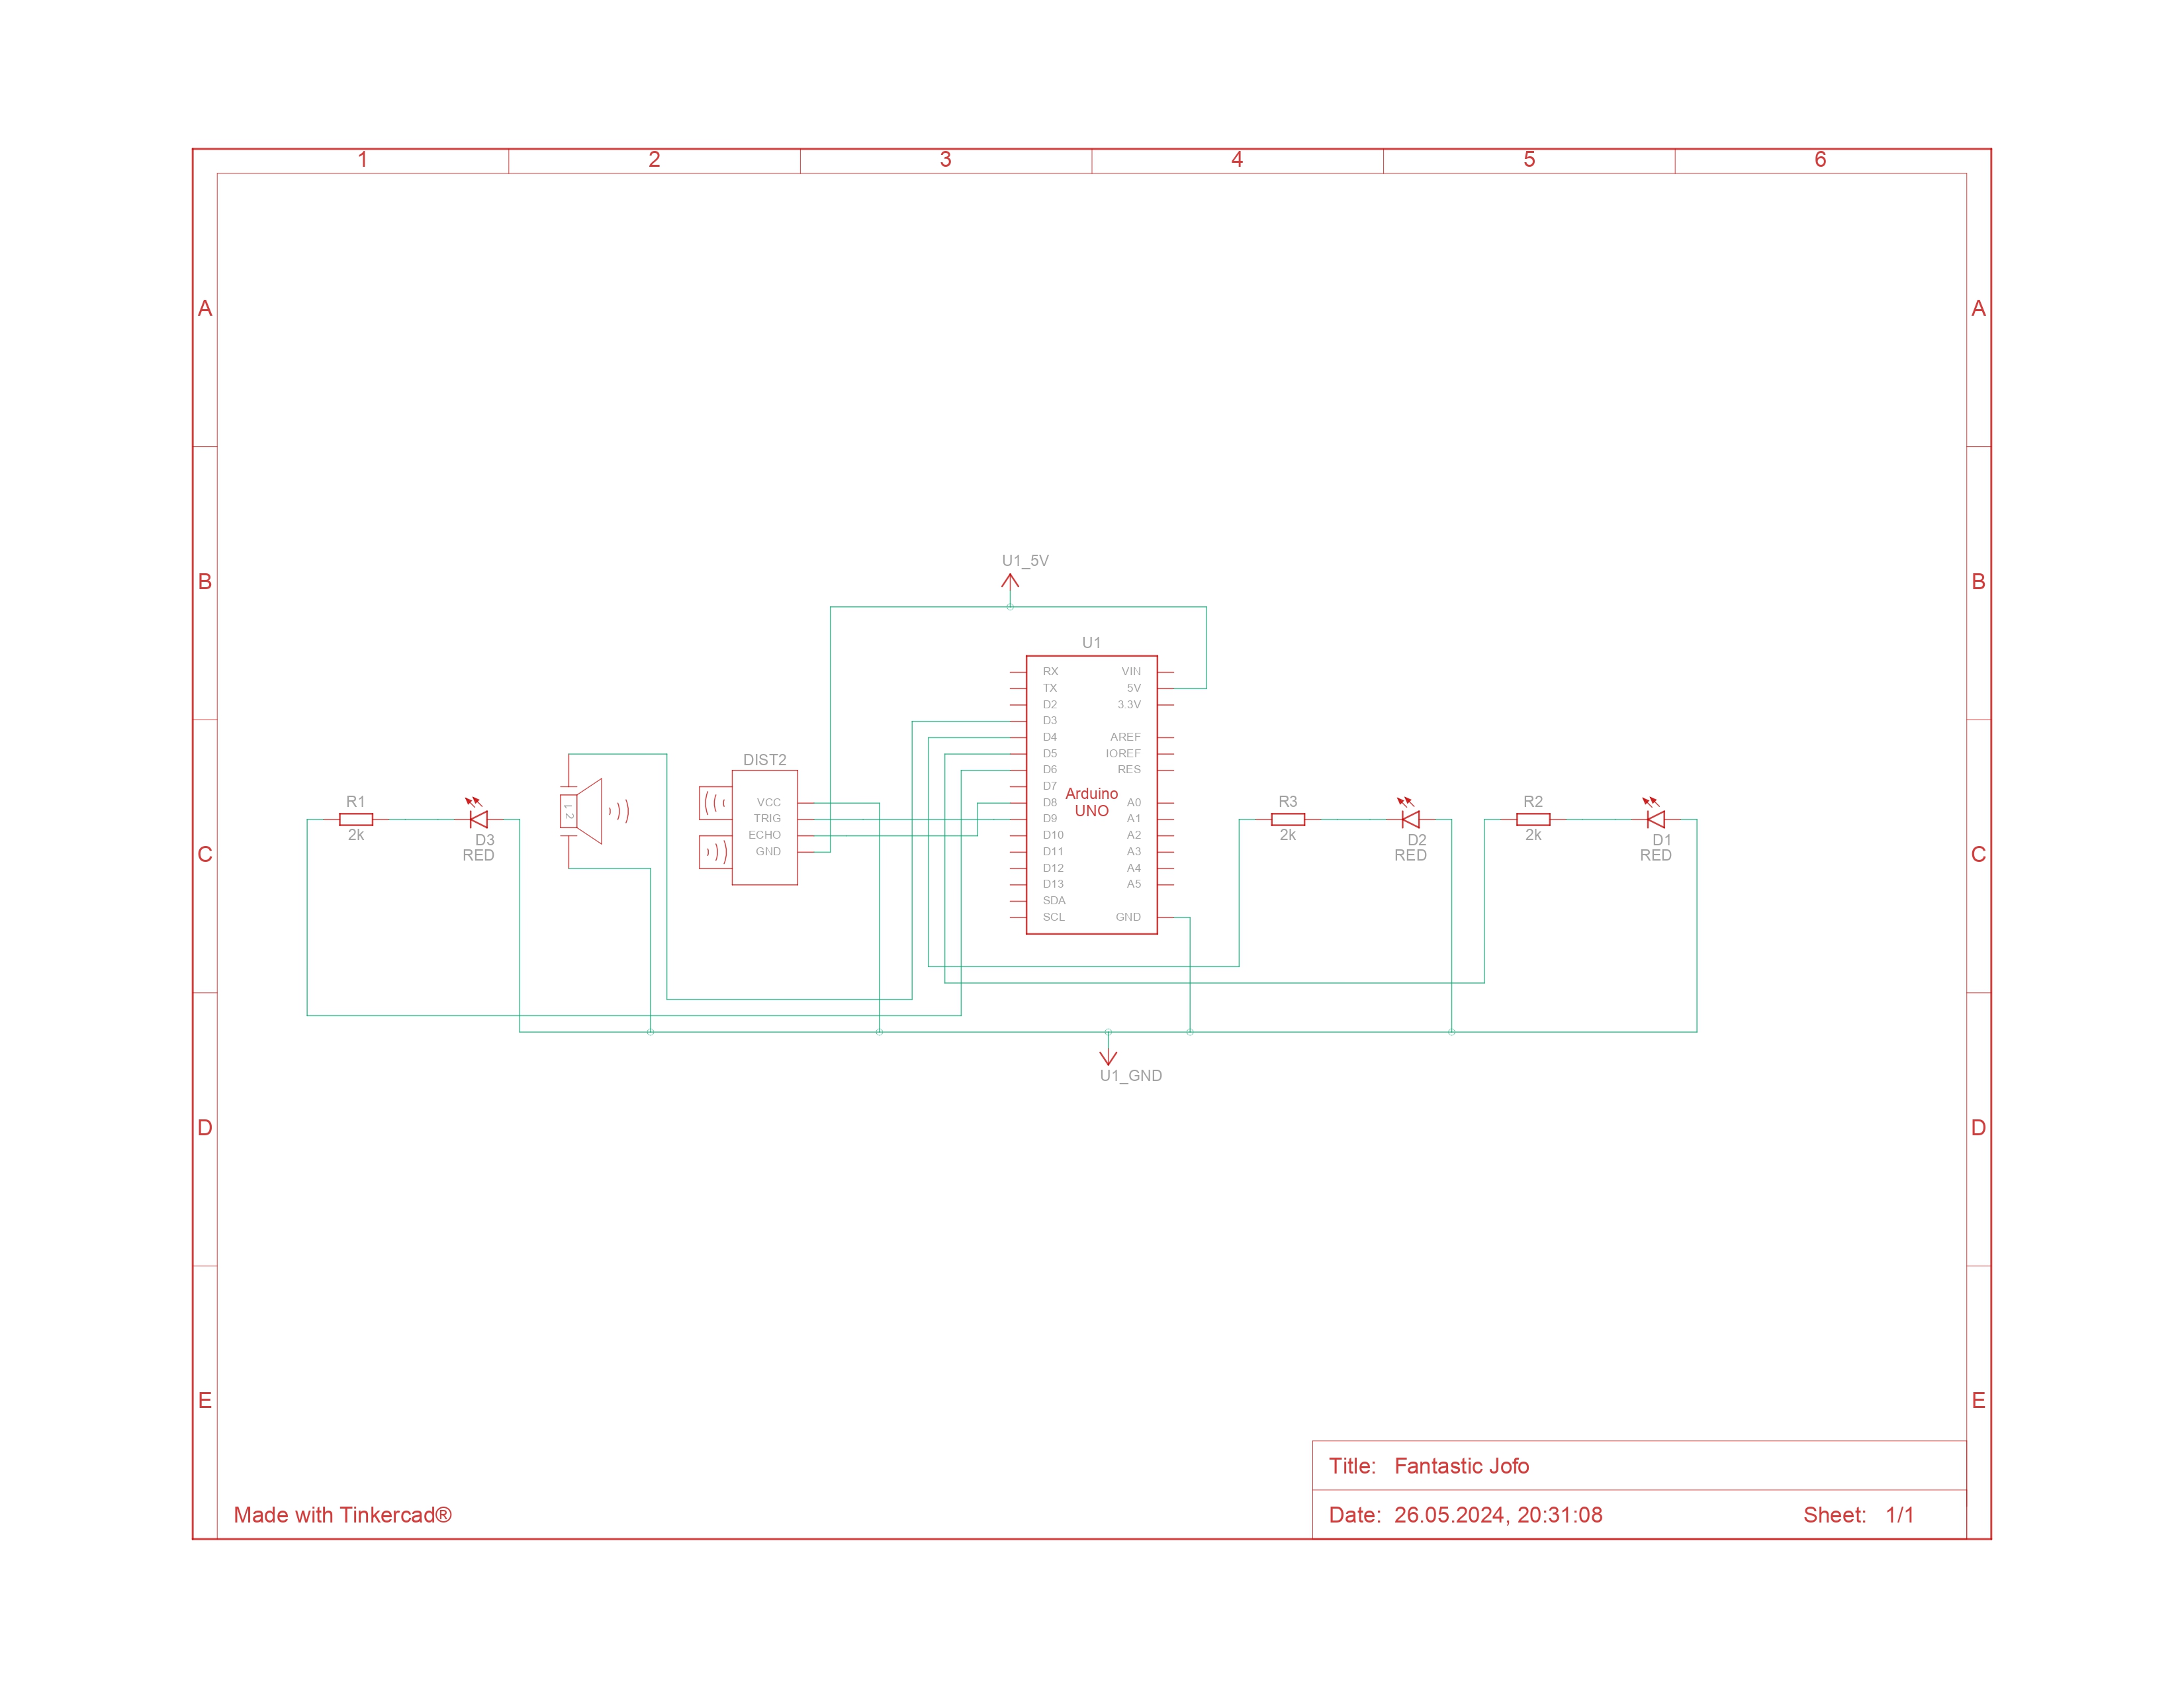 1 2 3 4 5 6
A A
B B
U1_5V
U1
RX VIN
TX 5V
D2 3.3V
D3
D4 AREF
D5 IOREF
D6 RES
D7
Arduino
UNO
D8 A0
D9 A1
D10 A2
D11 A3
D12 A4
D13 A5
SDA
SCL GND
DIST2
VCC
TRIG
ECHO
GND
1 2
R1
2k
D3
RED
R3
2k
D2
RED
R2
2k
D1
RED
C C
U1_GND
D D
E E
Title: Fantastic Jofo
Made with Tinkercad®
Date: 26.05.2024, 20:31:08 Sheet: 1/1